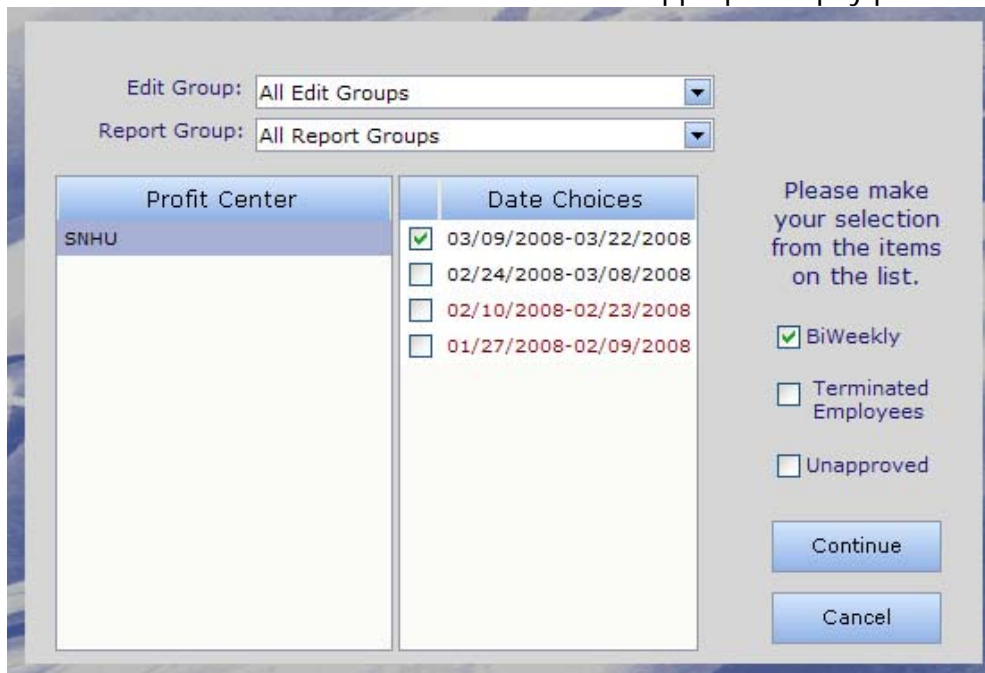 Edit Group: All Edit Groups
Report Group: All Report Groups
Profit Center
SNHU
Date Choices
03/09/2008-03/22/2008
02/24/2008-03/08/2008
02/10/2008-02/23/2008
01/27/2008-02/09/2008
Please make
your selection
from the items
on the list.
BiWeekly
Terminated
Employees
Unapproved
Continue
Cancel